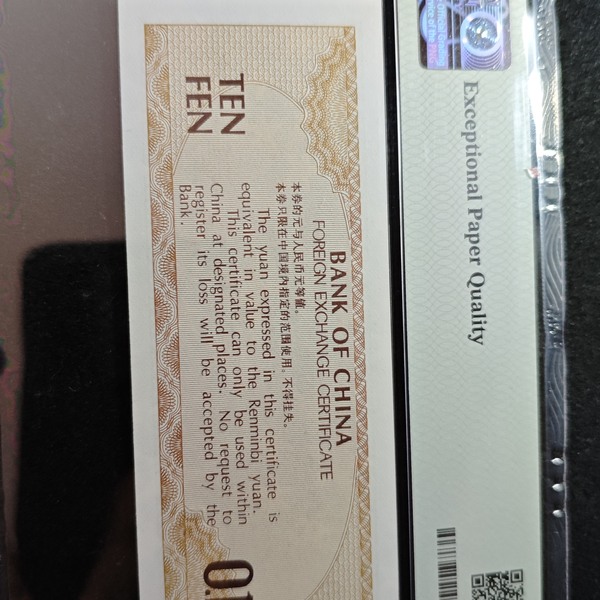 Exceptional Paper Quality
BANK OF CHINA
FOREIGN EXCHANGE CERTIFICATE
本券的元与人民币元等值。
本券只限在中国境内指定的范围使用。不得挂失。
The yuan expressed in this certificate is
equivalent in value to the Renminbi yuan.
This certificate can only be used within
China at designated places. No request to
register its loss will be accepted by the
Bank.
TEN
FEN